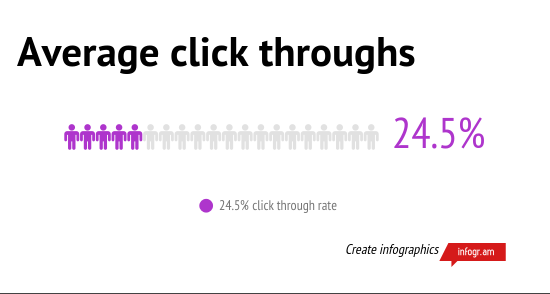 Average click throughs
24.5%
24.5% click through rate
Create infographics infogr.am